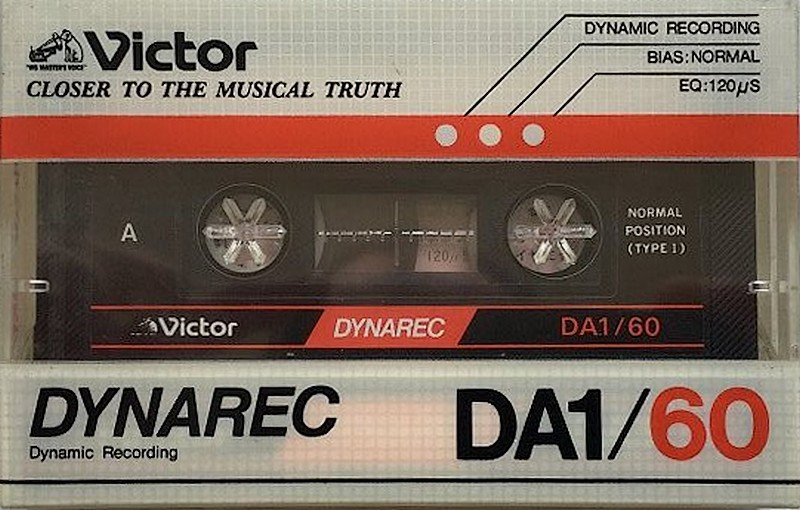 Victor
"HIS MASTER'S VOICE"
CLOSER TO THE MUSICAL TRUTH
DYNAMIC RECORDING
BIAS:NORMAL
EQ:120μS
A
120μ
NORMAL
POSITION
(TYPE I)
Victor DYNAREC DA1/60
DYNAREC
Dynamic Recording
DA1/60